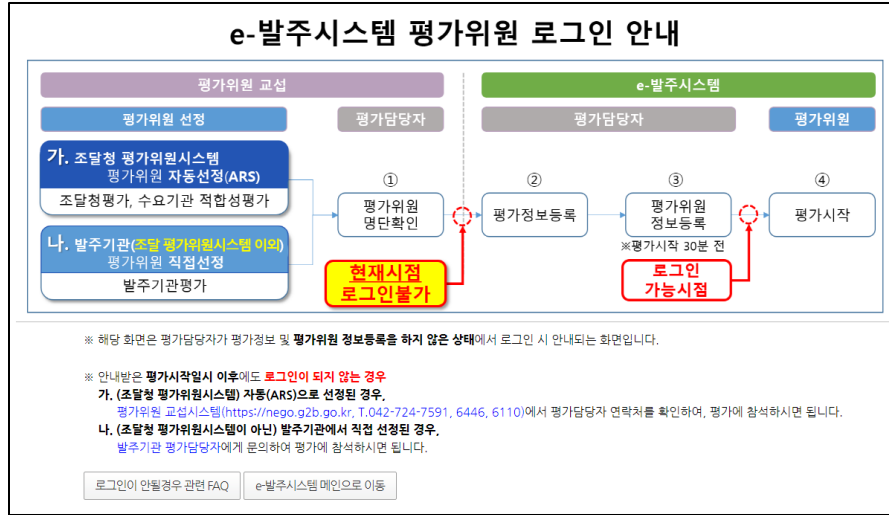 e-발주시스템 평가위원 로그인 안내
평가위원 교섭
e-발주시스템
평가위원 선정
평가담당자
평가담당자
평가위원
가. 조달청 평가위원시스템
평가위원 자동선정(ARS)
조달청평가, 수요기관 적합성평가
나. 발주기관(조달 평가위원시스템 이외)
평가위원 직접선정
발주기관평가
①
평가위원
명단확인
②
평가정보등록
③
평가위원
정보등록
※평가시작 30분 전
④
평가시작
현재시점
로그인불가
로그인
가능시점
※ 해당 화면은 평가담당자가 평가정보 및 평가위원 정보등록을 하지 않은 상태에서 로그인 시 안내되는 화면입니다.
※ 안내받은 평가시작일시 이후에도 로그인이 되지 않는 경우
가. (조달청 평가위원시스템) 자동(ARS)으로 선정된 경우,
평가위원 교섭시스템(https://nego.g2b.go.kr, T.042-724-7591, 6446, 6110)에서 평가담당자 연락처를 확인하여, 평가에 참석하시면 됩니다.
나. (조달청 평가위원시스템이 아닌) 발주기관에서 직접 선정된 경우,
발주기관 평가담당자에게 문의하여 평가에 참석하시면 됩니다.
로그인이 안될경우 관련 FAQ
e-발주시스템 메인으로 이동